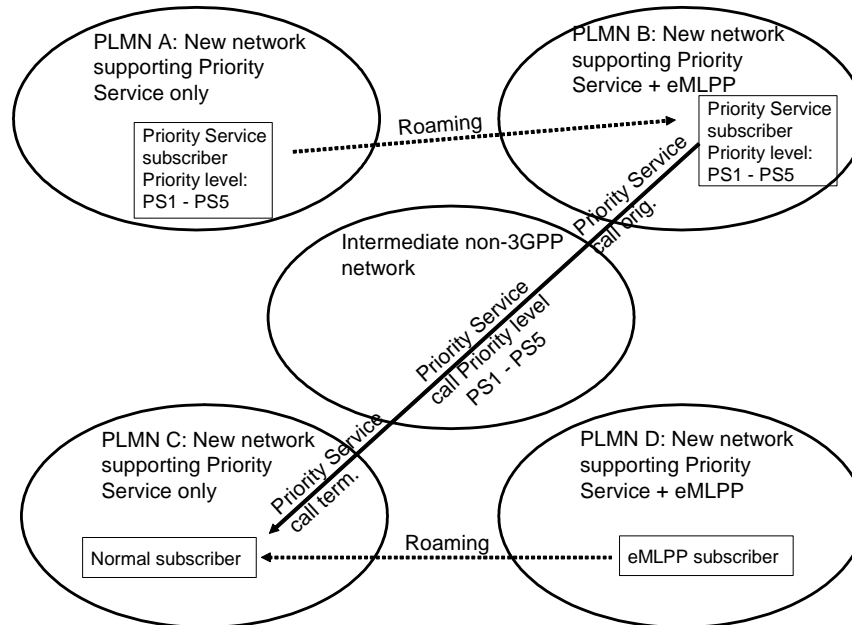 PLMN A: New network
supporting Priority
Service only
Priority Service
subscriber
Priority level:
PS1 - PS5
Roaming
PLMN B: New network
supporting Priority
Service + eMLPP
Priority Service
subscriber
Priority level:
PS1 - PS5
Priority Service
call orig.
Intermediate non-3GPP
network
Priority Service
call Priority level
PS1 - PS5
PLMN C: New network
supporting Priority
Service only
Priority Service
call term.
Normal subscriber
Roaming
PLMN D: New network
supporting Priority
Service + eMLPP
eMLPP subscriber